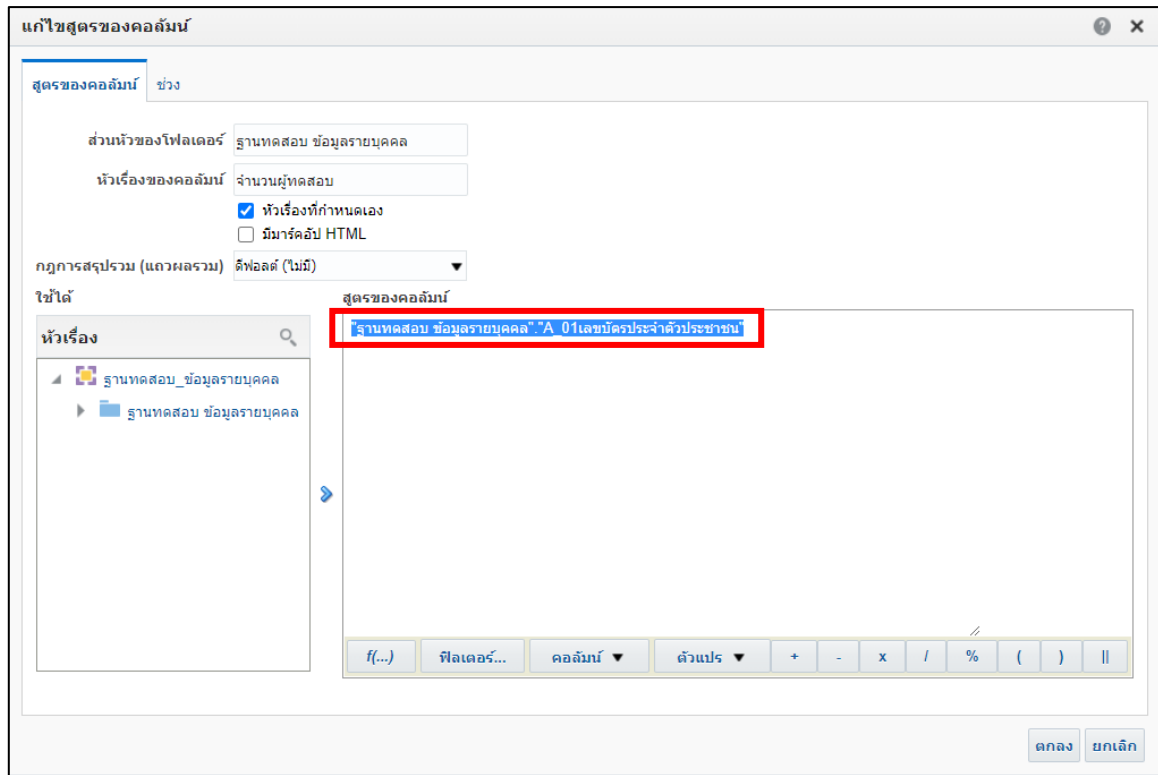 แก้ไขสูตรของคอลัมน์
สูตรของคอลัมน์ ช่วง
ส่วนหัวของโฟลเดอร์ ฐานทดสอบ ข้อมูลรายบุคคล
หัวเรื่องของคอลัมน์ จำนวนผู้ทดสอบ
หัวเรื่องที่กำหนดเอง
มีมาร์คอัป HTML
กฎการสรุปรวม (แถวผลรวม) ดีฟอลต์ (ไม่มี)
ใช้ได้ สูตรของคอลัมน์
หัวเรื่อง "ฐานทดสอบ ข้อมูลรายบุคคล"."A_01เลขบัตรประจำตัวประชาชน"
ฐานทดสอบ_ข้อมูลรายบุคคล
ฐานทดสอบ ข้อมูลรายบุคคล
f(...) ฟิลเตอร์... คอลัมน์ ตัวแปร + - x / % ( ) ||
ตกลง ยกเลิก